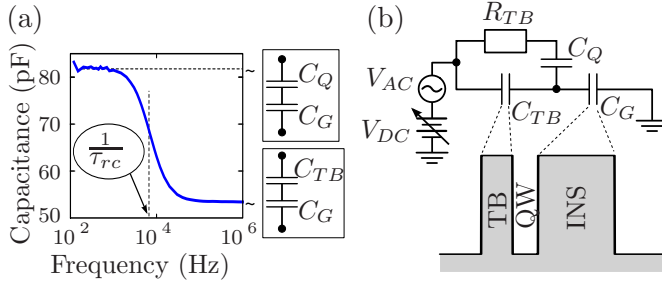 (a)
Capacitance (pF)
80
70
60
50
10^2
10^4
10^6
Frequency (Hz)
1
τ_rc
~
~
C_Q
C_G
C_TB
C_G
(b)
R_TB
C_Q
V_AC
C_TB
C_G
V_DC
TB
QW
INS